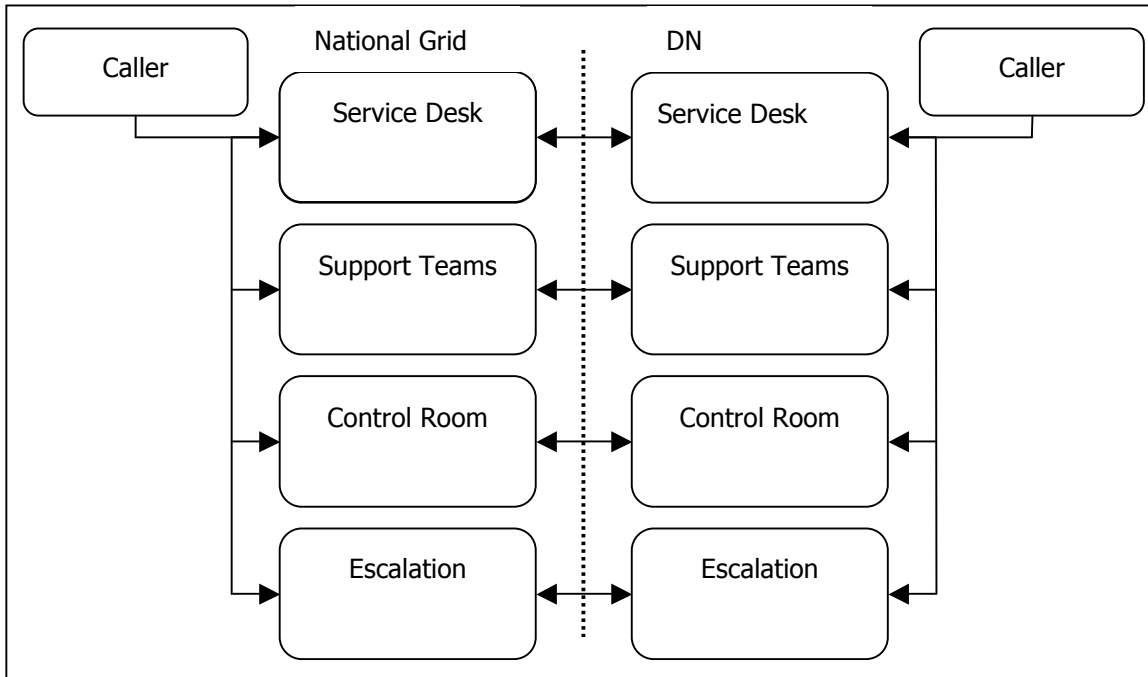 National Grid
DN
Caller
Caller
Service Desk
Service Desk
Support Teams
Support Teams
Control Room
Control Room
Escalation
Escalation